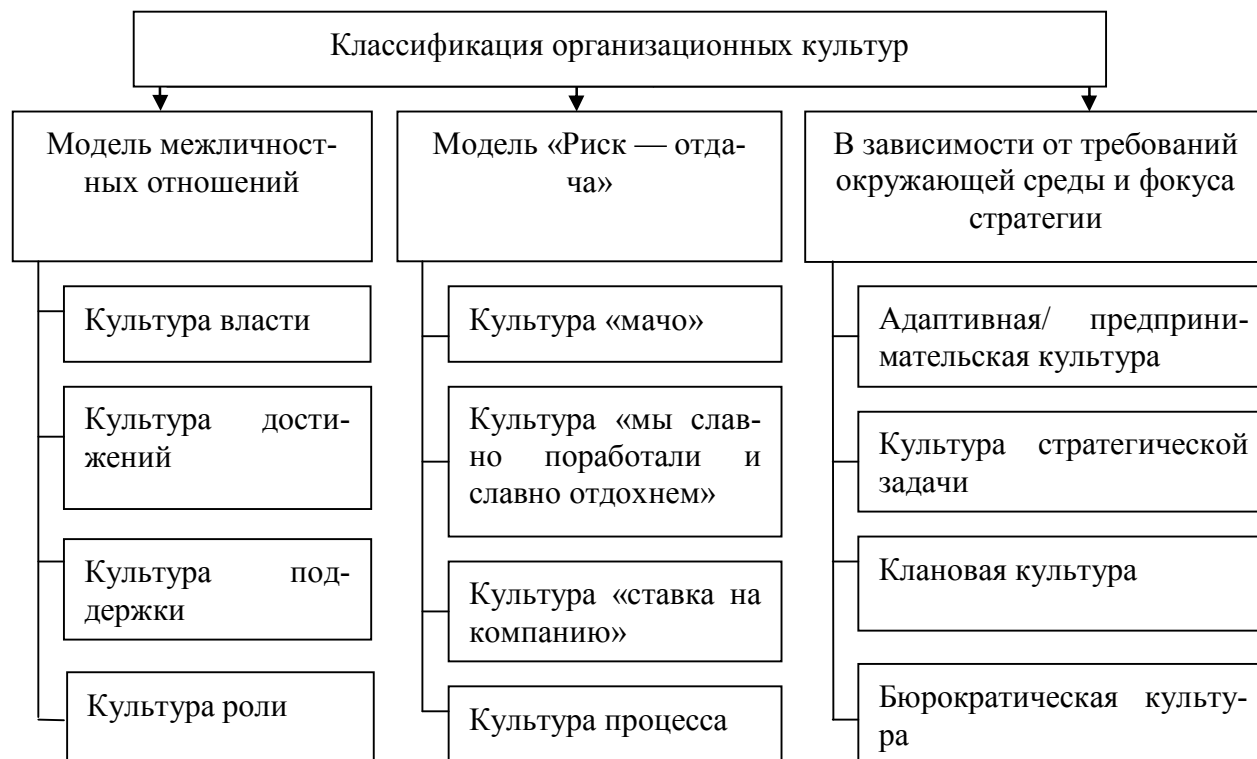 Классификация организационных культур
Модель межличност-
ных отношений
Культура власти
Культура дости-
жений
Культура под-
держки
Культура роли
Модель «Риск — отда-
ча»
Культура «мачо»
Культура «мы слав-
но поработали и
славно отдохнем»
Культура «ставка на
компанию»
Культура процесса
В зависимости от требований
окружающей среды и фокуса
стратегии
Адаптивная/ предприни-
мательская культура
Культура стратегической
задачи
Клановая культура
Бюрократическая культу-
ра